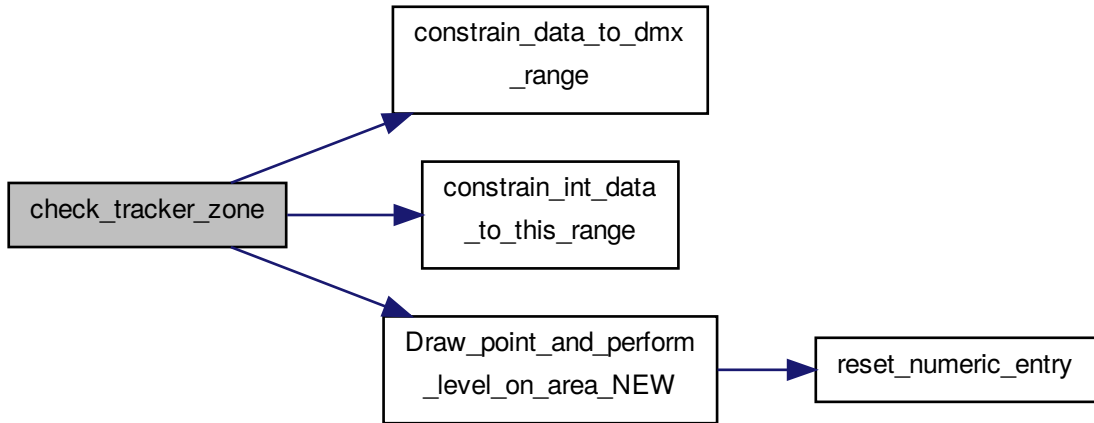 check_tracker_zone
constrain_data_to_dmx
_range
constrain_int_data
_to_this_range
Draw_point_and_perform
_level_on_area_NEW
reset_numeric_entry